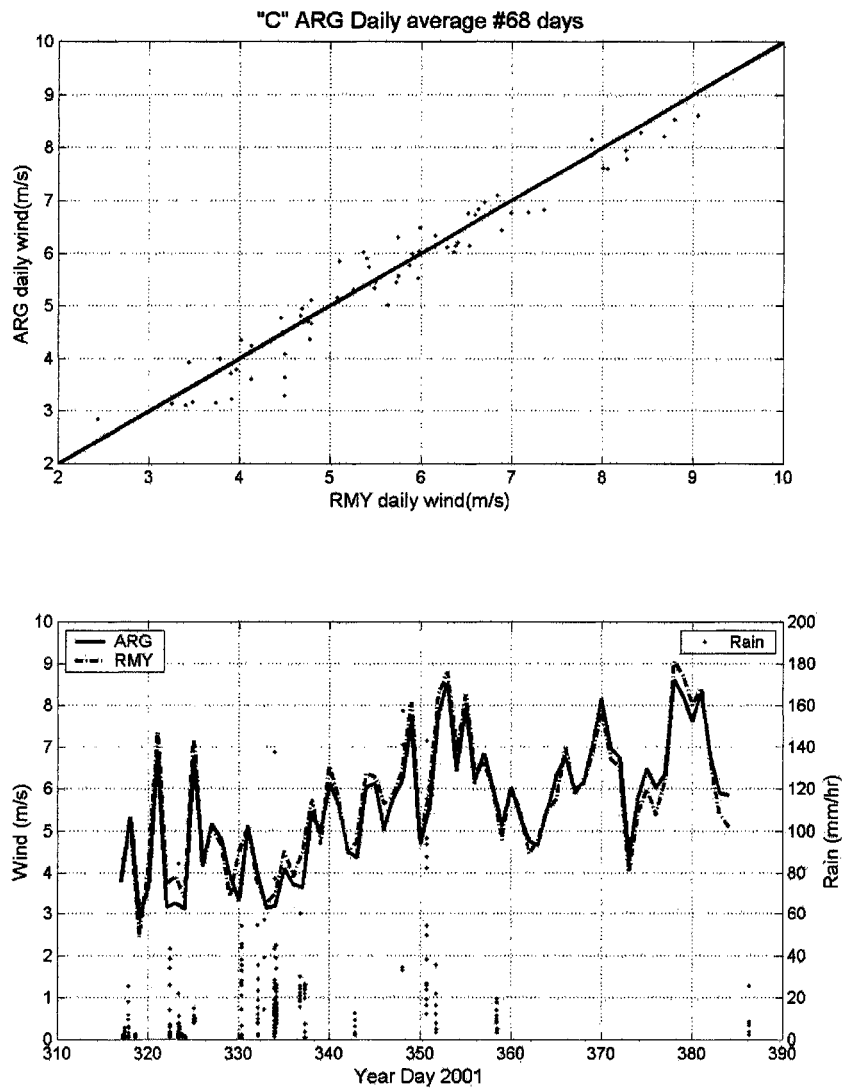 "C" ARG Daily average #68 days
10
9
8
7
6
5
4
3
2
ARG daily wind(m/s)
2 3 4 5 6 7 8 9 10
RMY daily wind(m/s)
10
9
8
7
6
5
4
3
2
1
0
Wind (m/s)
ARG
RMY
Rain
200
180
160
140
120
100
80
60
40
20
0
Rain (mm/hr)
310 320 330 340 350 360 370 380 390
Year Day 2001